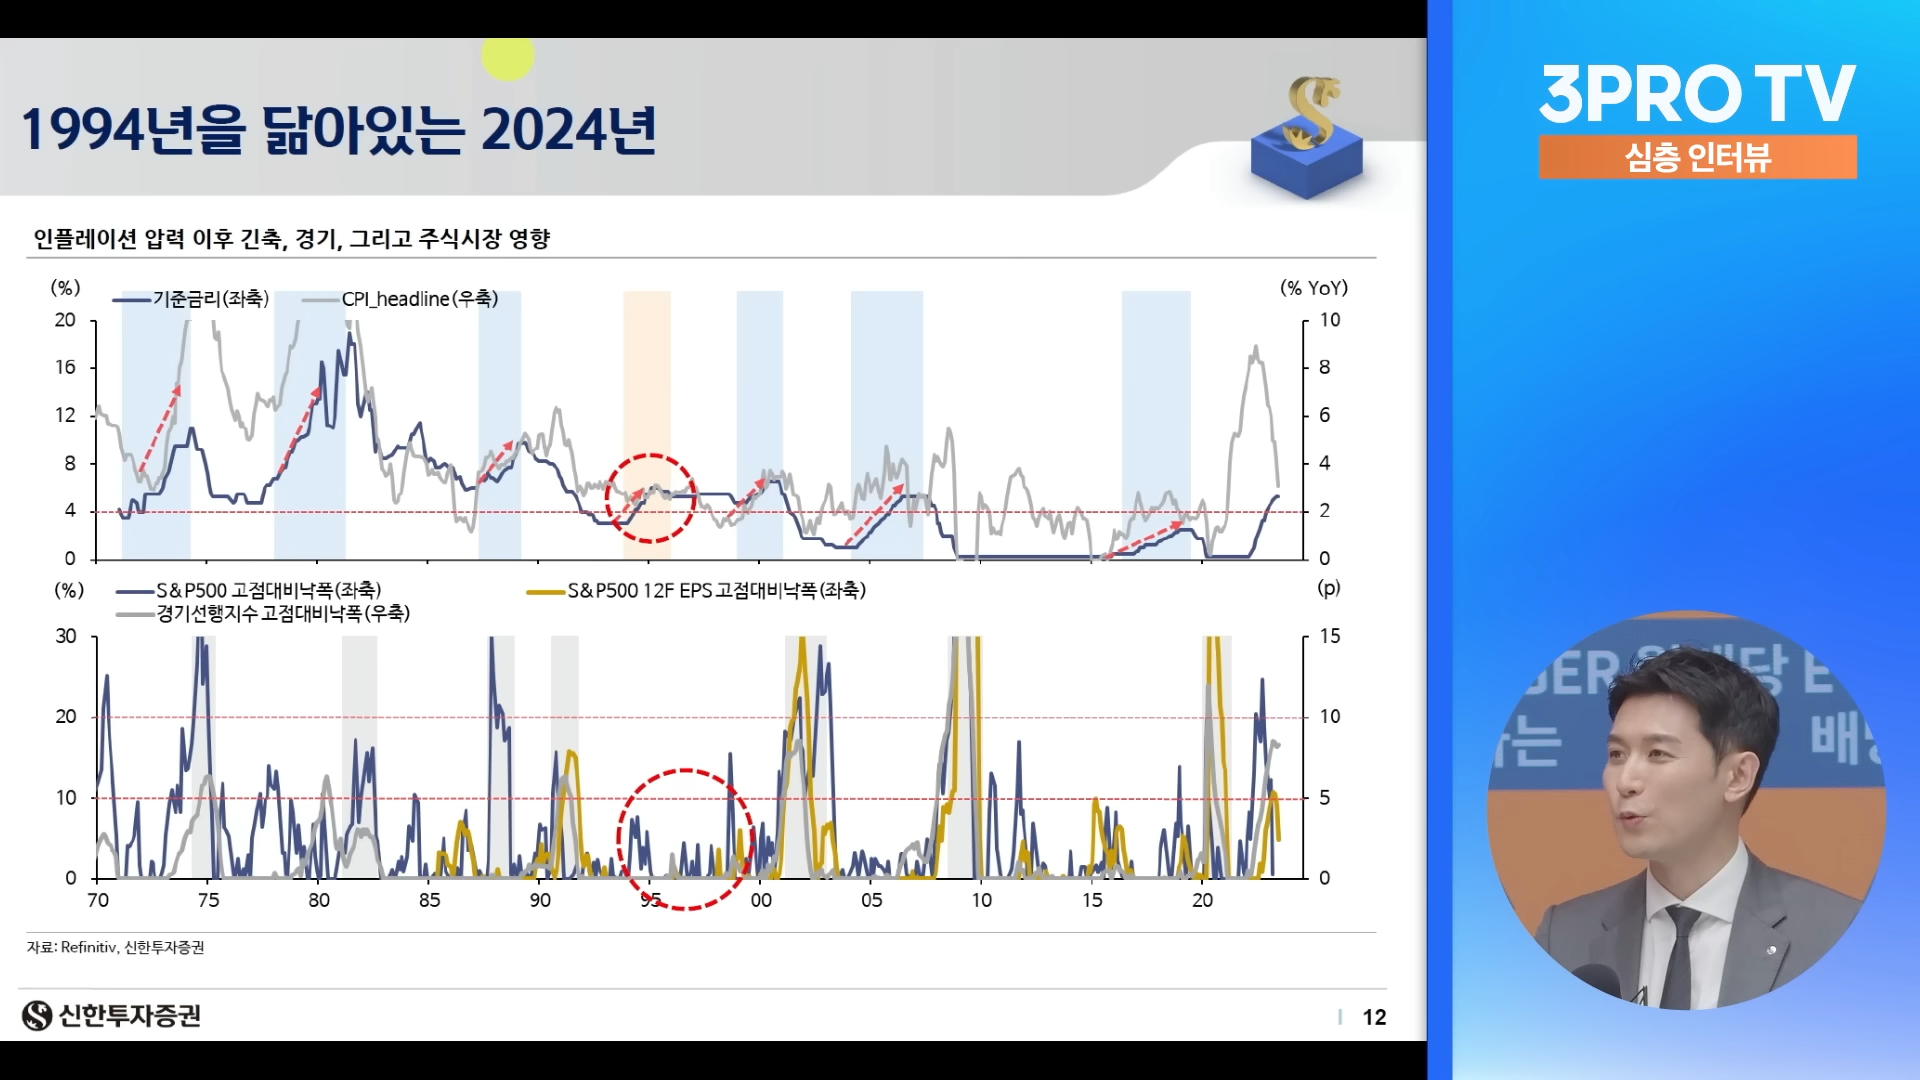 1994년을 닮아있는 2024년
3PRO TV
심층 인터뷰
인플레이션 압력 이후 긴축, 경기, 그리고 주식시장 영향
(%)
기준금리(좌축)
CPI_headline(우축)
(% YoY)
20
16
12
8
4
0
10
8
6
4
2
0
(%)
S&P500 고점대비낙폭(좌축)
S&P500 12F EPS 고점대비낙폭(좌축)
경기선행지수 고점대비낙폭(우축)
(p)
30
20
10
0
15
10
5
0
70 75 80 85 90 95 00 05 10 15 20
자료: Refinitiv, 신한투자증권
신한투자증권
12